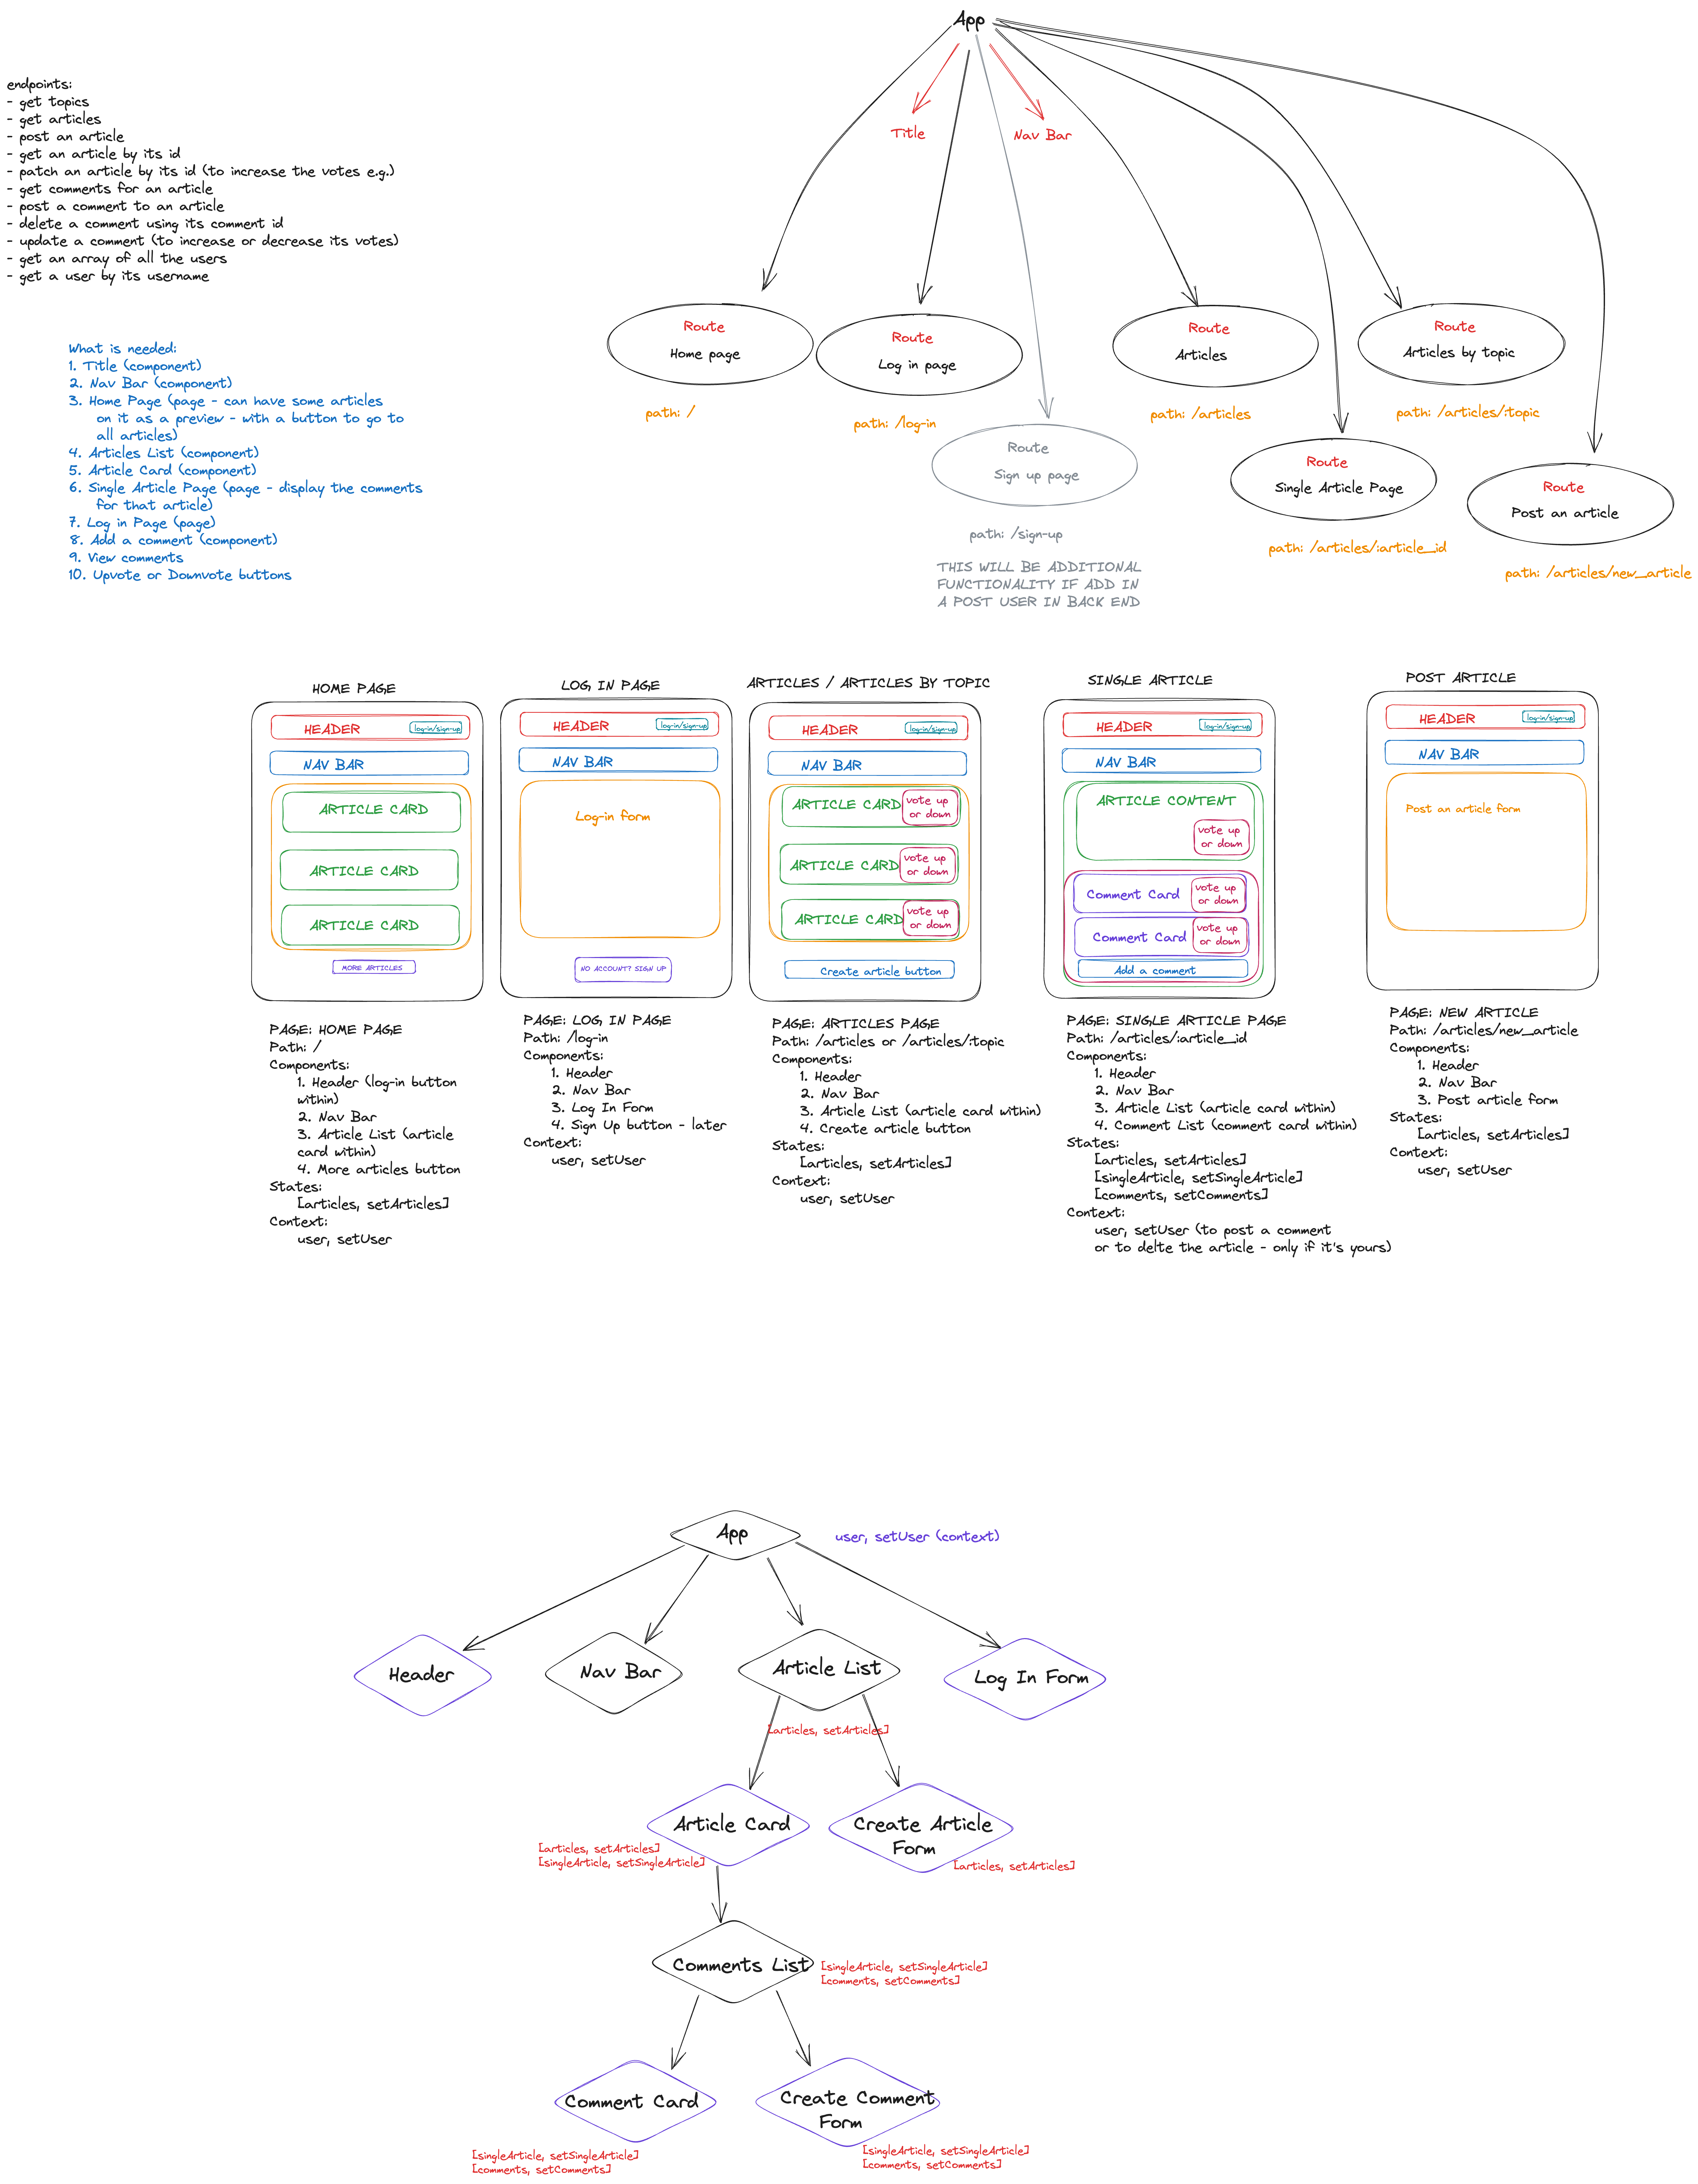 App
Title
Nav Bar
endpoints:
- get topics
- get articles
- post an article
- get an article by its id
- patch an article by its id (to increase the votes e.g.)
- get comments for an article
- post a comment to an article
- delete a comment using its comment id
- update a comment (to increase or decrease its votes)
- get an array of all the users
- get a user by its username
What is needed:
1. Title (component)
2. Nav Bar (component)
3. Home Page (page - can have some articles
on it as a preview - with a button to go to
all articles)
4. Articles List (component)
5. Article Card (component)
6. Single Article Page (page - display the comments
for that article)
7. Log in Page (page)
8. Add a comment (component)
9. View comments
10. Upvote or Downvote buttons
Route
Home page
path: /
Route
Log in page
path: /log-in
Route
Sign up page
path: /sign-up
THIS WILL BE ADDITIONAL
FUNCTIONALITY IF ADD IN
A POST USER IN BACK END
Route
Articles
path: /articles
Route
Single Article Page
path: /articles/:article_id
Route
Articles by topic
path: /articles/:topic
Route
Post an article
path: /articles/new_article
HOME PAGE
HEADER
log-in/sign-up
NAV BAR
ARTICLE CARD
ARTICLE CARD
ARTICLE CARD
MORE ARTICLES
PAGE: HOME PAGE
Path: /
Components:
1. Header (log-in button
within)
2. Nav Bar
3. Article List (article
card within)
4. More articles button
States:
[articles, setArticles]
Context:
user, setUser
LOG IN PAGE
HEADER
log-in/sign-up
NAV BAR
Log-in form
NO ACCOUNT? SIGN UP
PAGE: LOG IN PAGE
Path: /log-in
Components:
1. Header
2. Nav Bar
3. Log In Form
4. Sign Up button - later
Context:
user, setUser
ARTICLES / ARTICLES BY TOPIC
HEADER
log-in/sign-up
NAV BAR
ARTICLE CARD
vote up
or down
ARTICLE CARD
vote up
or down
ARTICLE CARD
vote up
or down
Create article button
PAGE: ARTICLES PAGE
Path: /articles or /articles/:topic
Components:
1. Header
2. Nav Bar
3. Article List (article card within)
4. Create article button
States:
[articles, setArticles]
Context:
user, setUser
SINGLE ARTICLE
HEADER
log-in/sign-up
NAV BAR
ARTICLE CONTENT
vote up
or down
Comment Card
vote up
or down
Comment Card
vote up
or down
Add a comment
PAGE: SINGLE ARTICLE PAGE
Path: /articles/:article_id
Components:
1. Header
2. Nav Bar
3. Article List (article card within)
4. Comment List (comment card within)
States:
[articles, setArticles]
[singleArticle, setSingleArticle]
[comments, setComments]
Context:
user, setUser (to post a comment
or to delte the article - only if it's yours)
POST ARTICLE
HEADER
log-in/sign-up
NAV BAR
Post an article form
PAGE: NEW ARTICLE
Path: /articles/new_article
Components:
1. Header
2. Nav Bar
3. Post article form
States:
[articles, setArticles]
Context:
user, setUser
App
user, setUser (context)
Header
Nav Bar
Article List
Log In Form
[articles, setArticles]
Article Card
[articles, setArticles]
[singleArticle, setSingleArticle]
Create Article
Form
[articles, setArticles]
Comments List
[singleArticle, setSingleArticle]
[comments, setComments]
Comment Card
[singleArticle, setSingleArticle]
[comments, setComments]
Create Comment
Form
[singleArticle, setSingleArticle]
[comments, setComments]